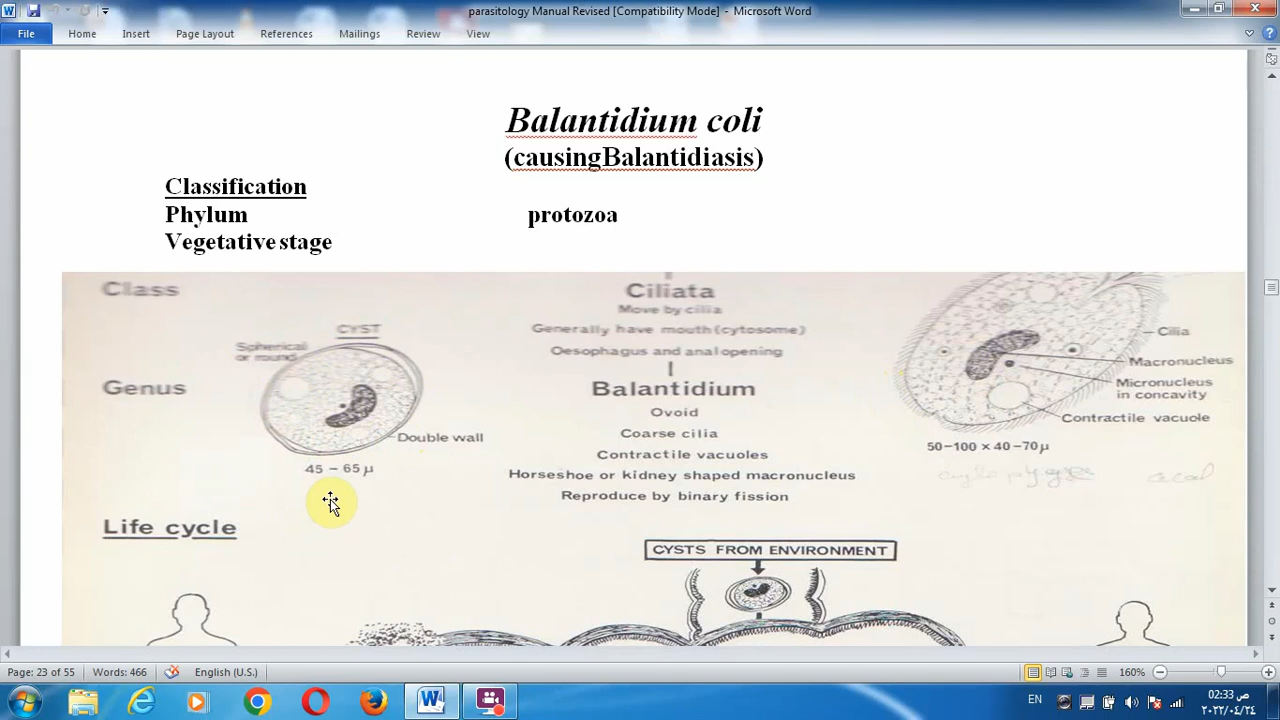 parasitology Manual Revised [Compatibility Mode] - Microsoft Word
File Home Insert Page Layout References Mailings Review View
Balantidium coli
(causingBalantidiasis)
Classification
Phylum protozoa
Vegetative stage
Class
Ciliata
Move by cilia
Generally have mouth (cytosome)
Oesophagus and anal opening
CYST
Spherical
or round
Double wall
45 – 65 μ
Genus
Balantidium
Ovoid
Coarse cilia
Contractile vacuoles
Horseshoe or kidney shaped macronucleus
Reproduce by binary fission
Cilia
Macronucleus
Micronucleus
in concavity
Contractile vacuole
50–100 × 40–70 μ
Life cycle
CYSTS FROM ENVIRONMENT
Page: 23 of 55 Words: 466 English (U.S.) 160%
EN
02:33 ص
٢٠٢٢/٠٤/٢٤